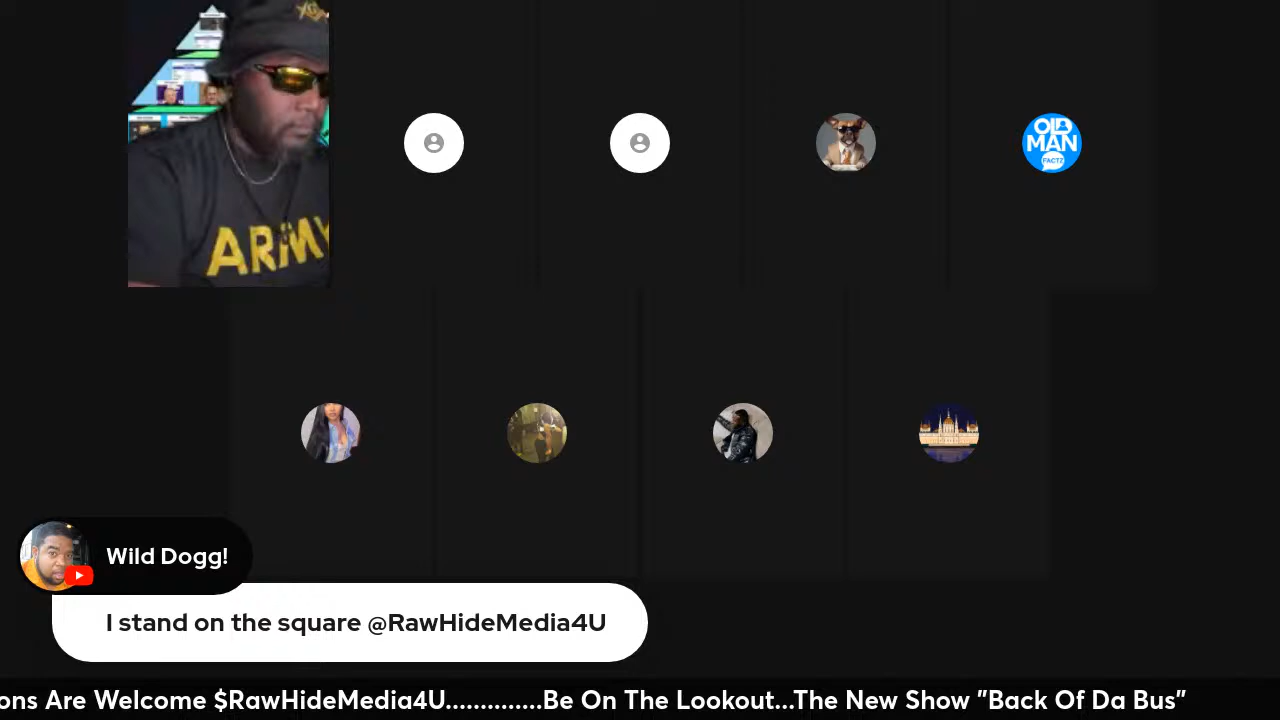 ARMY
OLD
MAN
FACTZ
Wild Dogg!
I stand on the square @RawHideMedia4U
ons Are Welcome $RawHideMedia4U..............Be On The Lookout...The New Show "Back Of Da Bus"